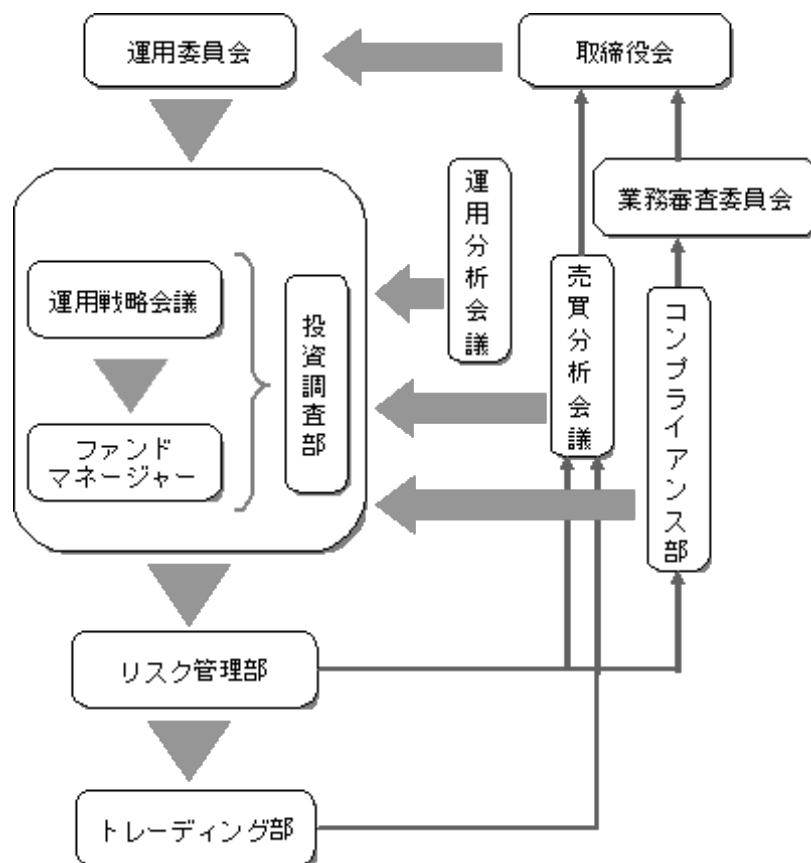 運用委員会
取締役会
運用分析会議
業務審査委員会
売買分析会議
コンプライアンス部
運用戦略会議
投資調査部
ファンド
マネージャー
リスク管理部
トレーディング部